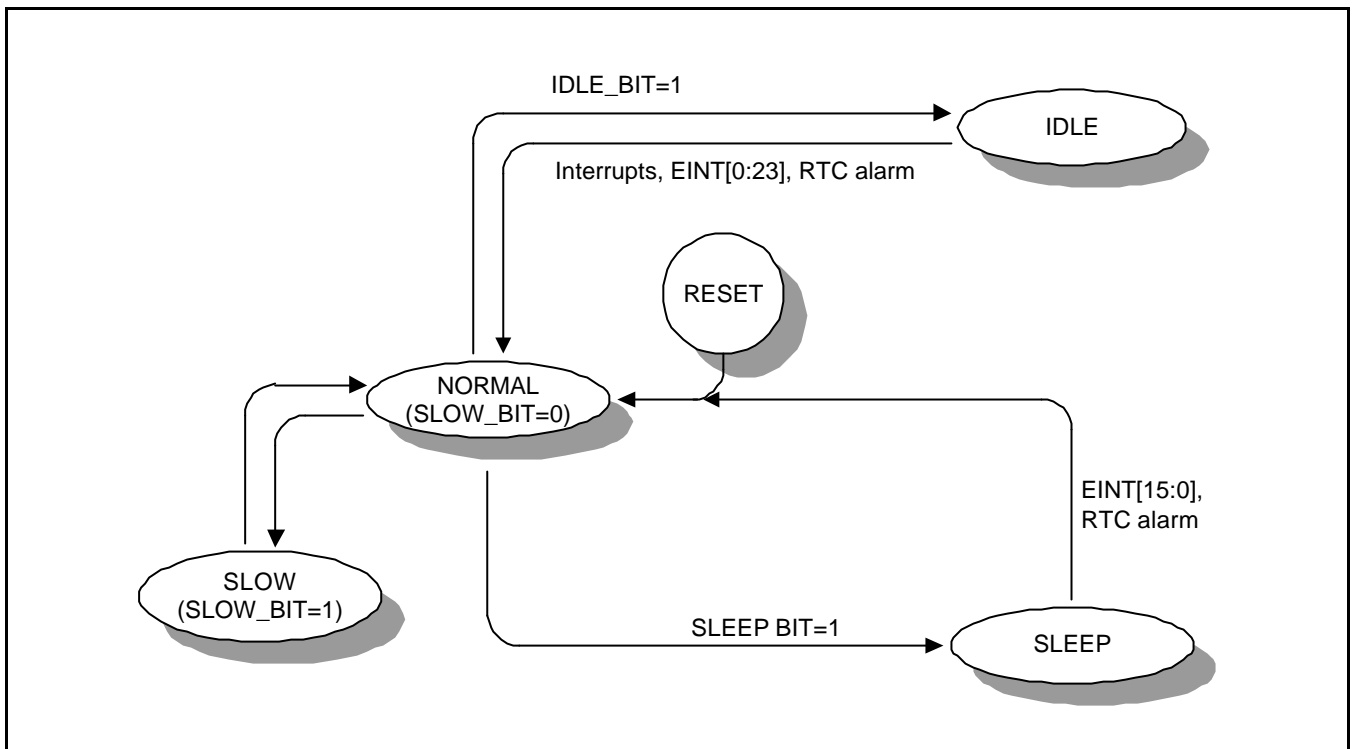 IDLE_BIT=1
IDLE
Interrupts, EINT[0:23], RTC alarm
RESET
NORMAL
(SLOW_BIT=0)
EINT[15:0],
RTC alarm
SLOW
(SLOW_BIT=1)
SLEEP BIT=1
SLEEP